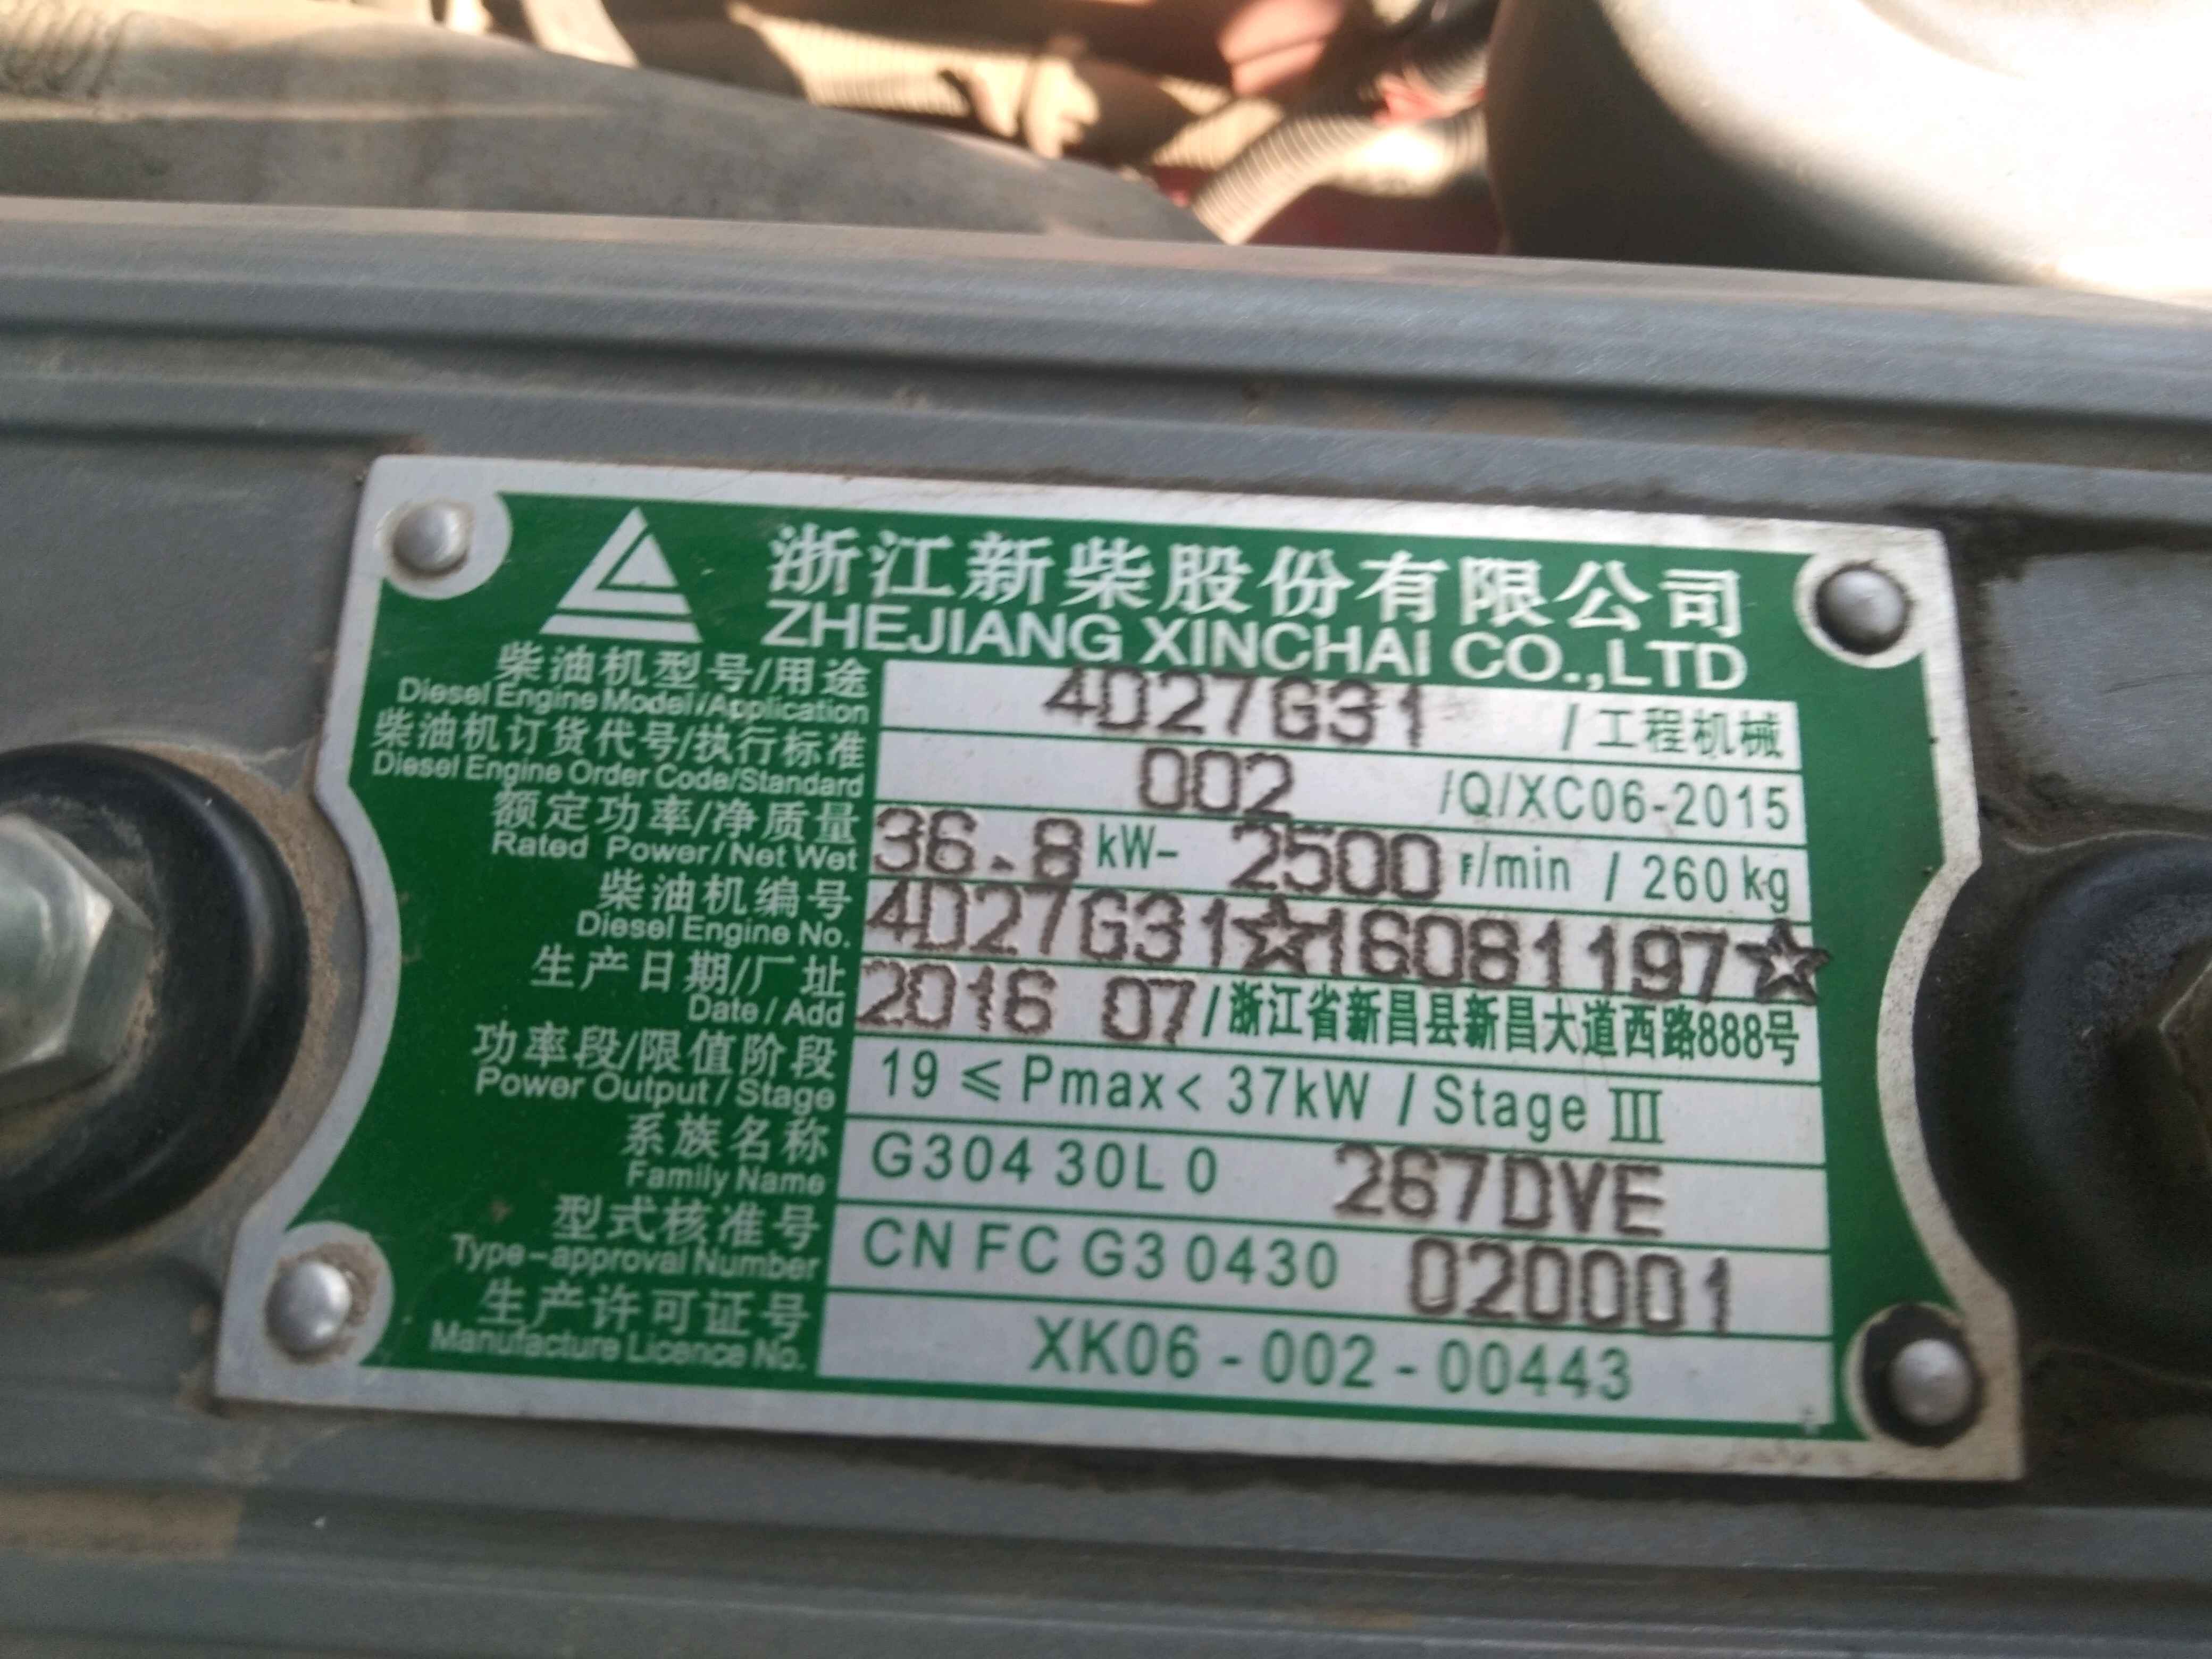 浙江新柴股份有限公司
ZHEJIANG XINCHAI CO.,LTD
柴油机型号/用途 4D27G31 /工程机械
Diesel Engine Model/Application
柴油机订货代号/执行标准 002 /Q/XC06-2015
Diesel Engine Order Code/Standard
额定功率/净质量 36.8 kW- 2500 r/min / 260 kg
Rated Power/Net Wet
柴油机编号 4D27G31☆16081197☆
Diesel Engine No.
生产日期/厂址 2016 07 /浙江省新昌县新昌大道西路888号
Date/Add
功率段/限值阶段 19≤Pmax<37kW/Stage III
Power Output/Stage
系族名称 G304 30L 0 267DVE
Family Name
型式核准号 CN FC G3 0430 020001
Type-approval Number
生产许可证号 XK06-002-00443
Manufacture Licence No.